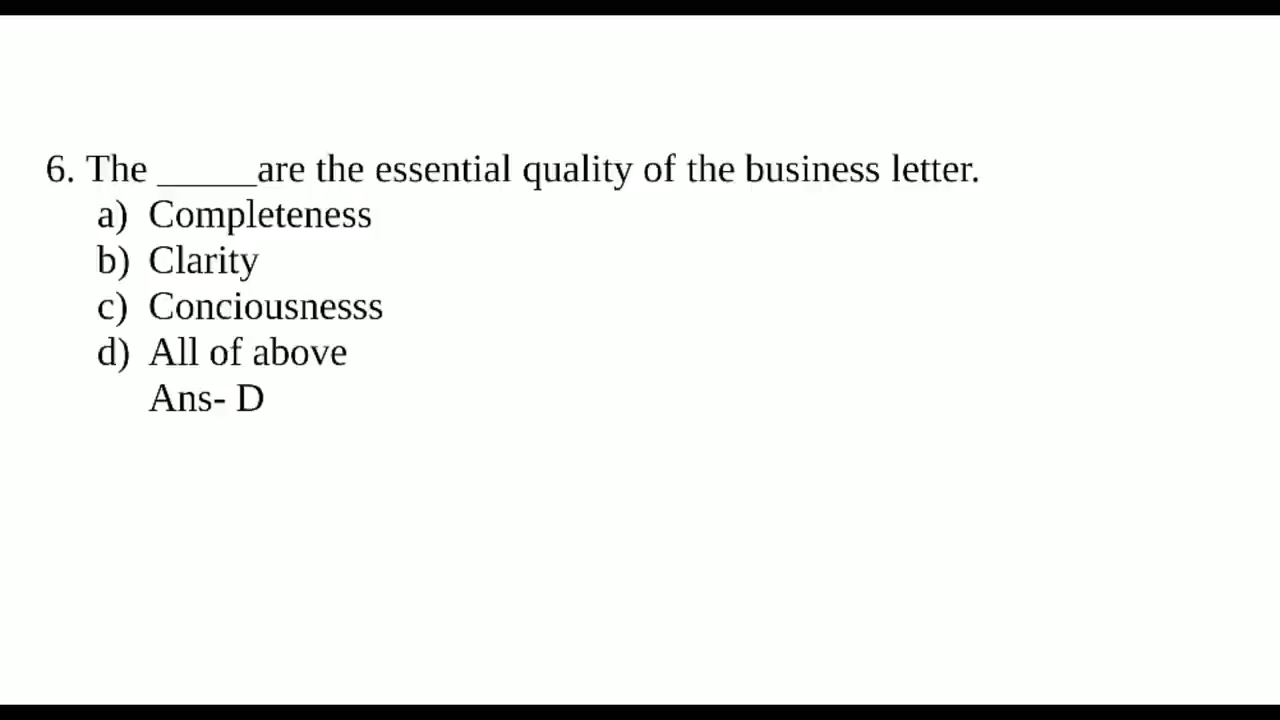 6. The _____are the essential quality of the business letter.
a) Completeness
b) Clarity
c) Conciousnesss
d) All of above
Ans- D